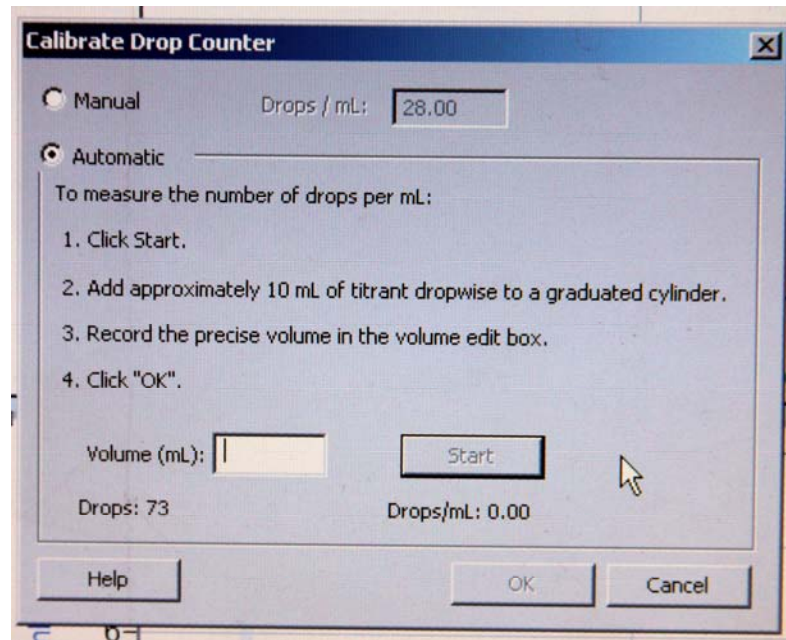 Calibrate Drop Counter
Manual Drops / mL: 28.00
Automatic
To measure the number of drops per mL:
1. Click Start.
2. Add approximately 10 mL of titrant dropwise to a graduated cylinder.
3. Record the precise volume in the volume edit box.
4. Click "OK".
Volume (mL): Start
Drops: 73 Drops/mL: 0.00
Help OK Cancel